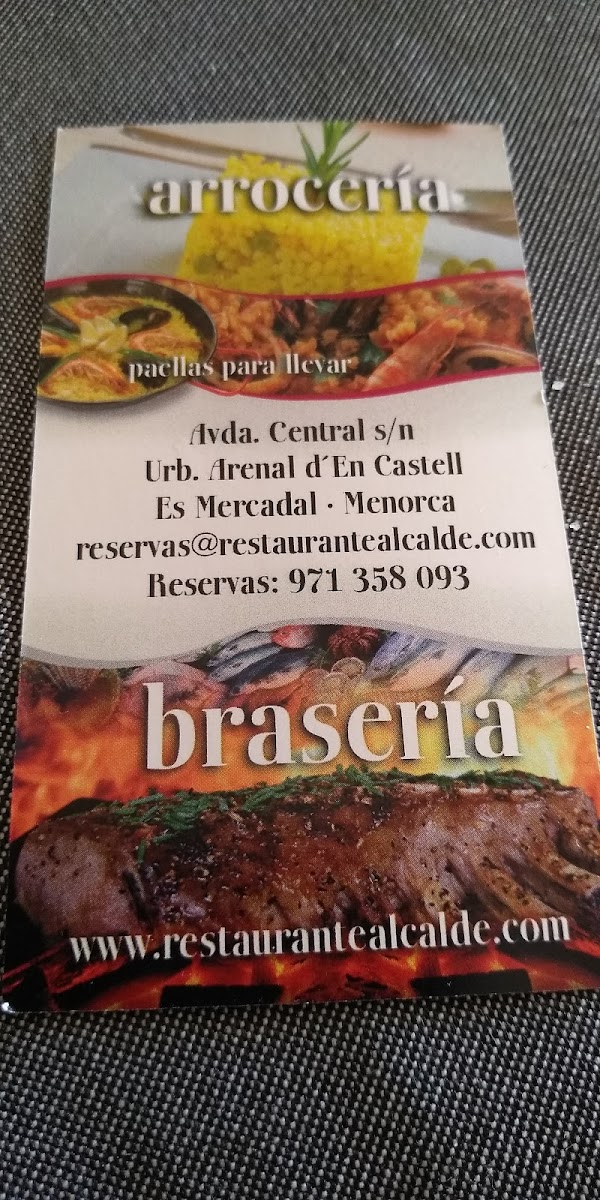 arrocería
paellas para llevar
Avda. Central s/n
Urb. Arenal d´En Castell
Es Mercadal · Menorca
reservas@restaurantealcalde.com
Reservas: 971 358 093
brasería
www.restaurantealcalde.com